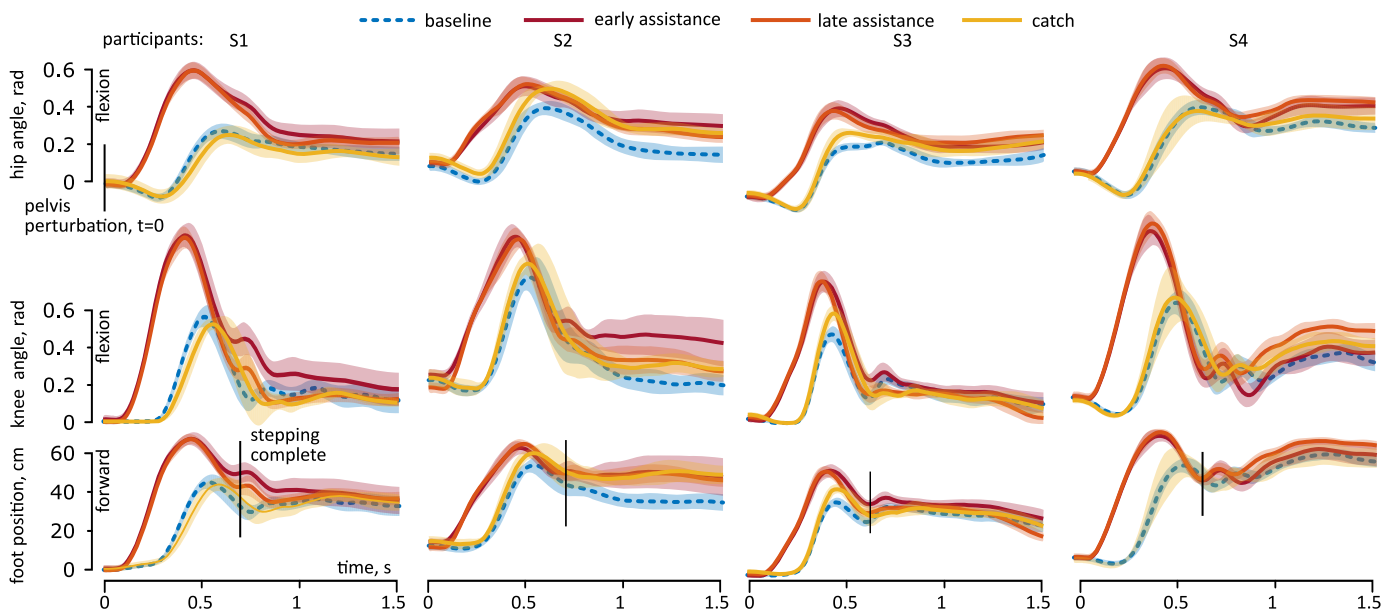 baseline early assistance late assistance catch
participants: S1 S2 S3 S4
hip angle, rad
flexion
0.6
0.4
0.2
0
pelvis
perturbation, t=0
knee angle, rad
flexion
0.6
0.4
0.2
0
foot position, cm
forward
60
40
20
0
stepping
complete
time, s
0 0.5 1 1.5 0 0.5 1 1.5 0 0.5 1 1.5 0 0.5 1 1.5